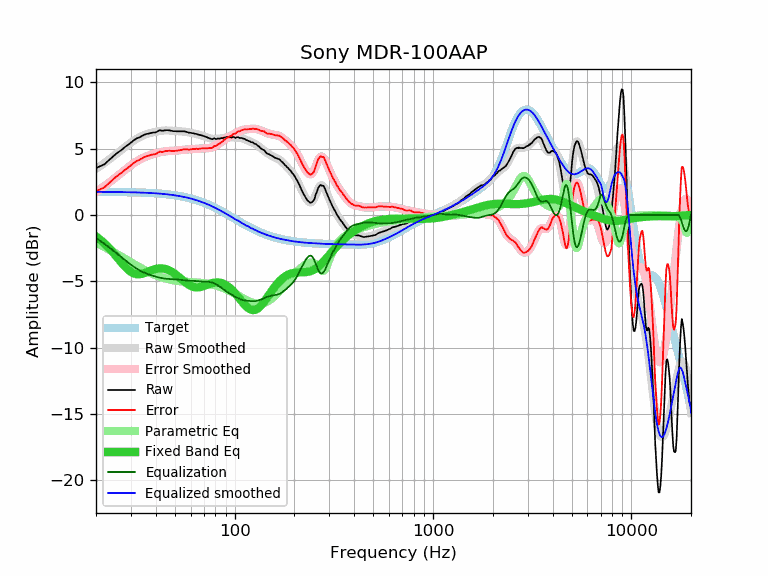 Sony MDR-100AAP
10
5
0
−5
−10
−15
−20
Amplitude (dBr)
Target
Raw Smoothed
Error Smoothed
Raw
Error
Parametric Eq
Fixed Band Eq
Equalization
Equalized smoothed
100
1000
10000
Frequency (Hz)